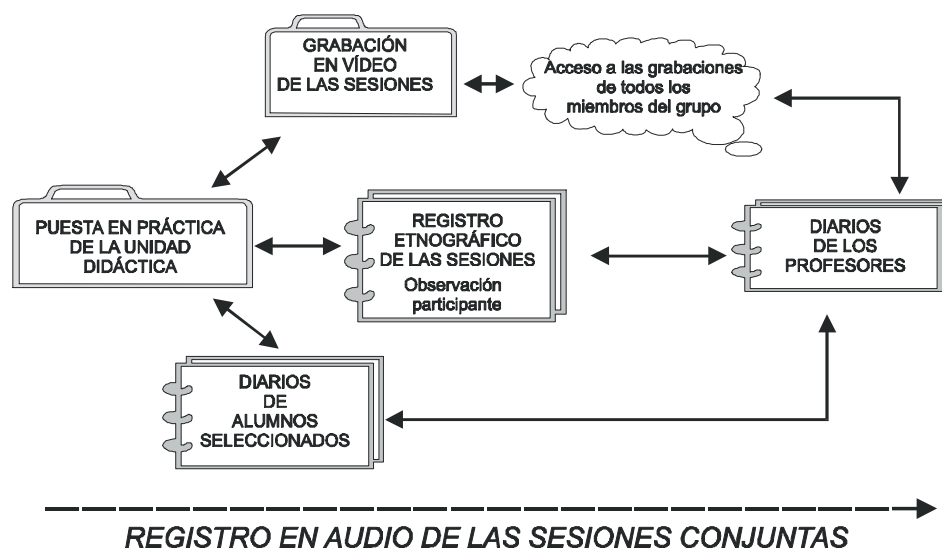 GRABACIÓN
EN VÍDEO
DE LAS SESIONES
Acceso a las grabaciones
de todos los
miembros del grupo
PUESTA EN PRÁCTICA
DE LA UNIDAD
DIDÁCTICA
REGISTRO
ETNOGRÁFICO
DE LAS SESIONES
Observación
participante
DIARIOS
DE LOS
PROFESORES
DIARIOS
DE
ALUMNOS
SELECCIONADOS
REGISTRO EN AUDIO DE LAS SESIONES CONJUNTAS